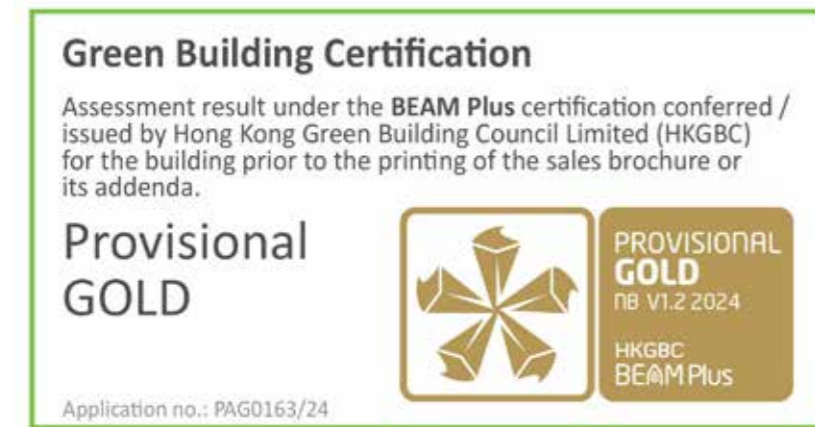 Green Building Certification
Assessment result under the BEAM Plus certification conferred /
issued by Hong Kong Green Building Council Limited (HKGBC)
for the building prior to the printing of the sales brochure or
its addenda.
Provisional
GOLD
PROVISIONAL
GOLD
NB V1.2 2024
HKGBC
BEAM Plus
Application no.: PAG0163/24